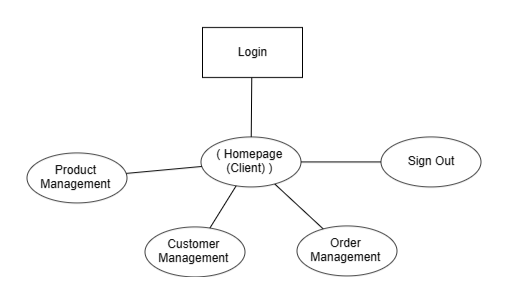 Login
( Homepage
(Client) )
Sign Out
Product
Management
Customer
Management
Order
Management